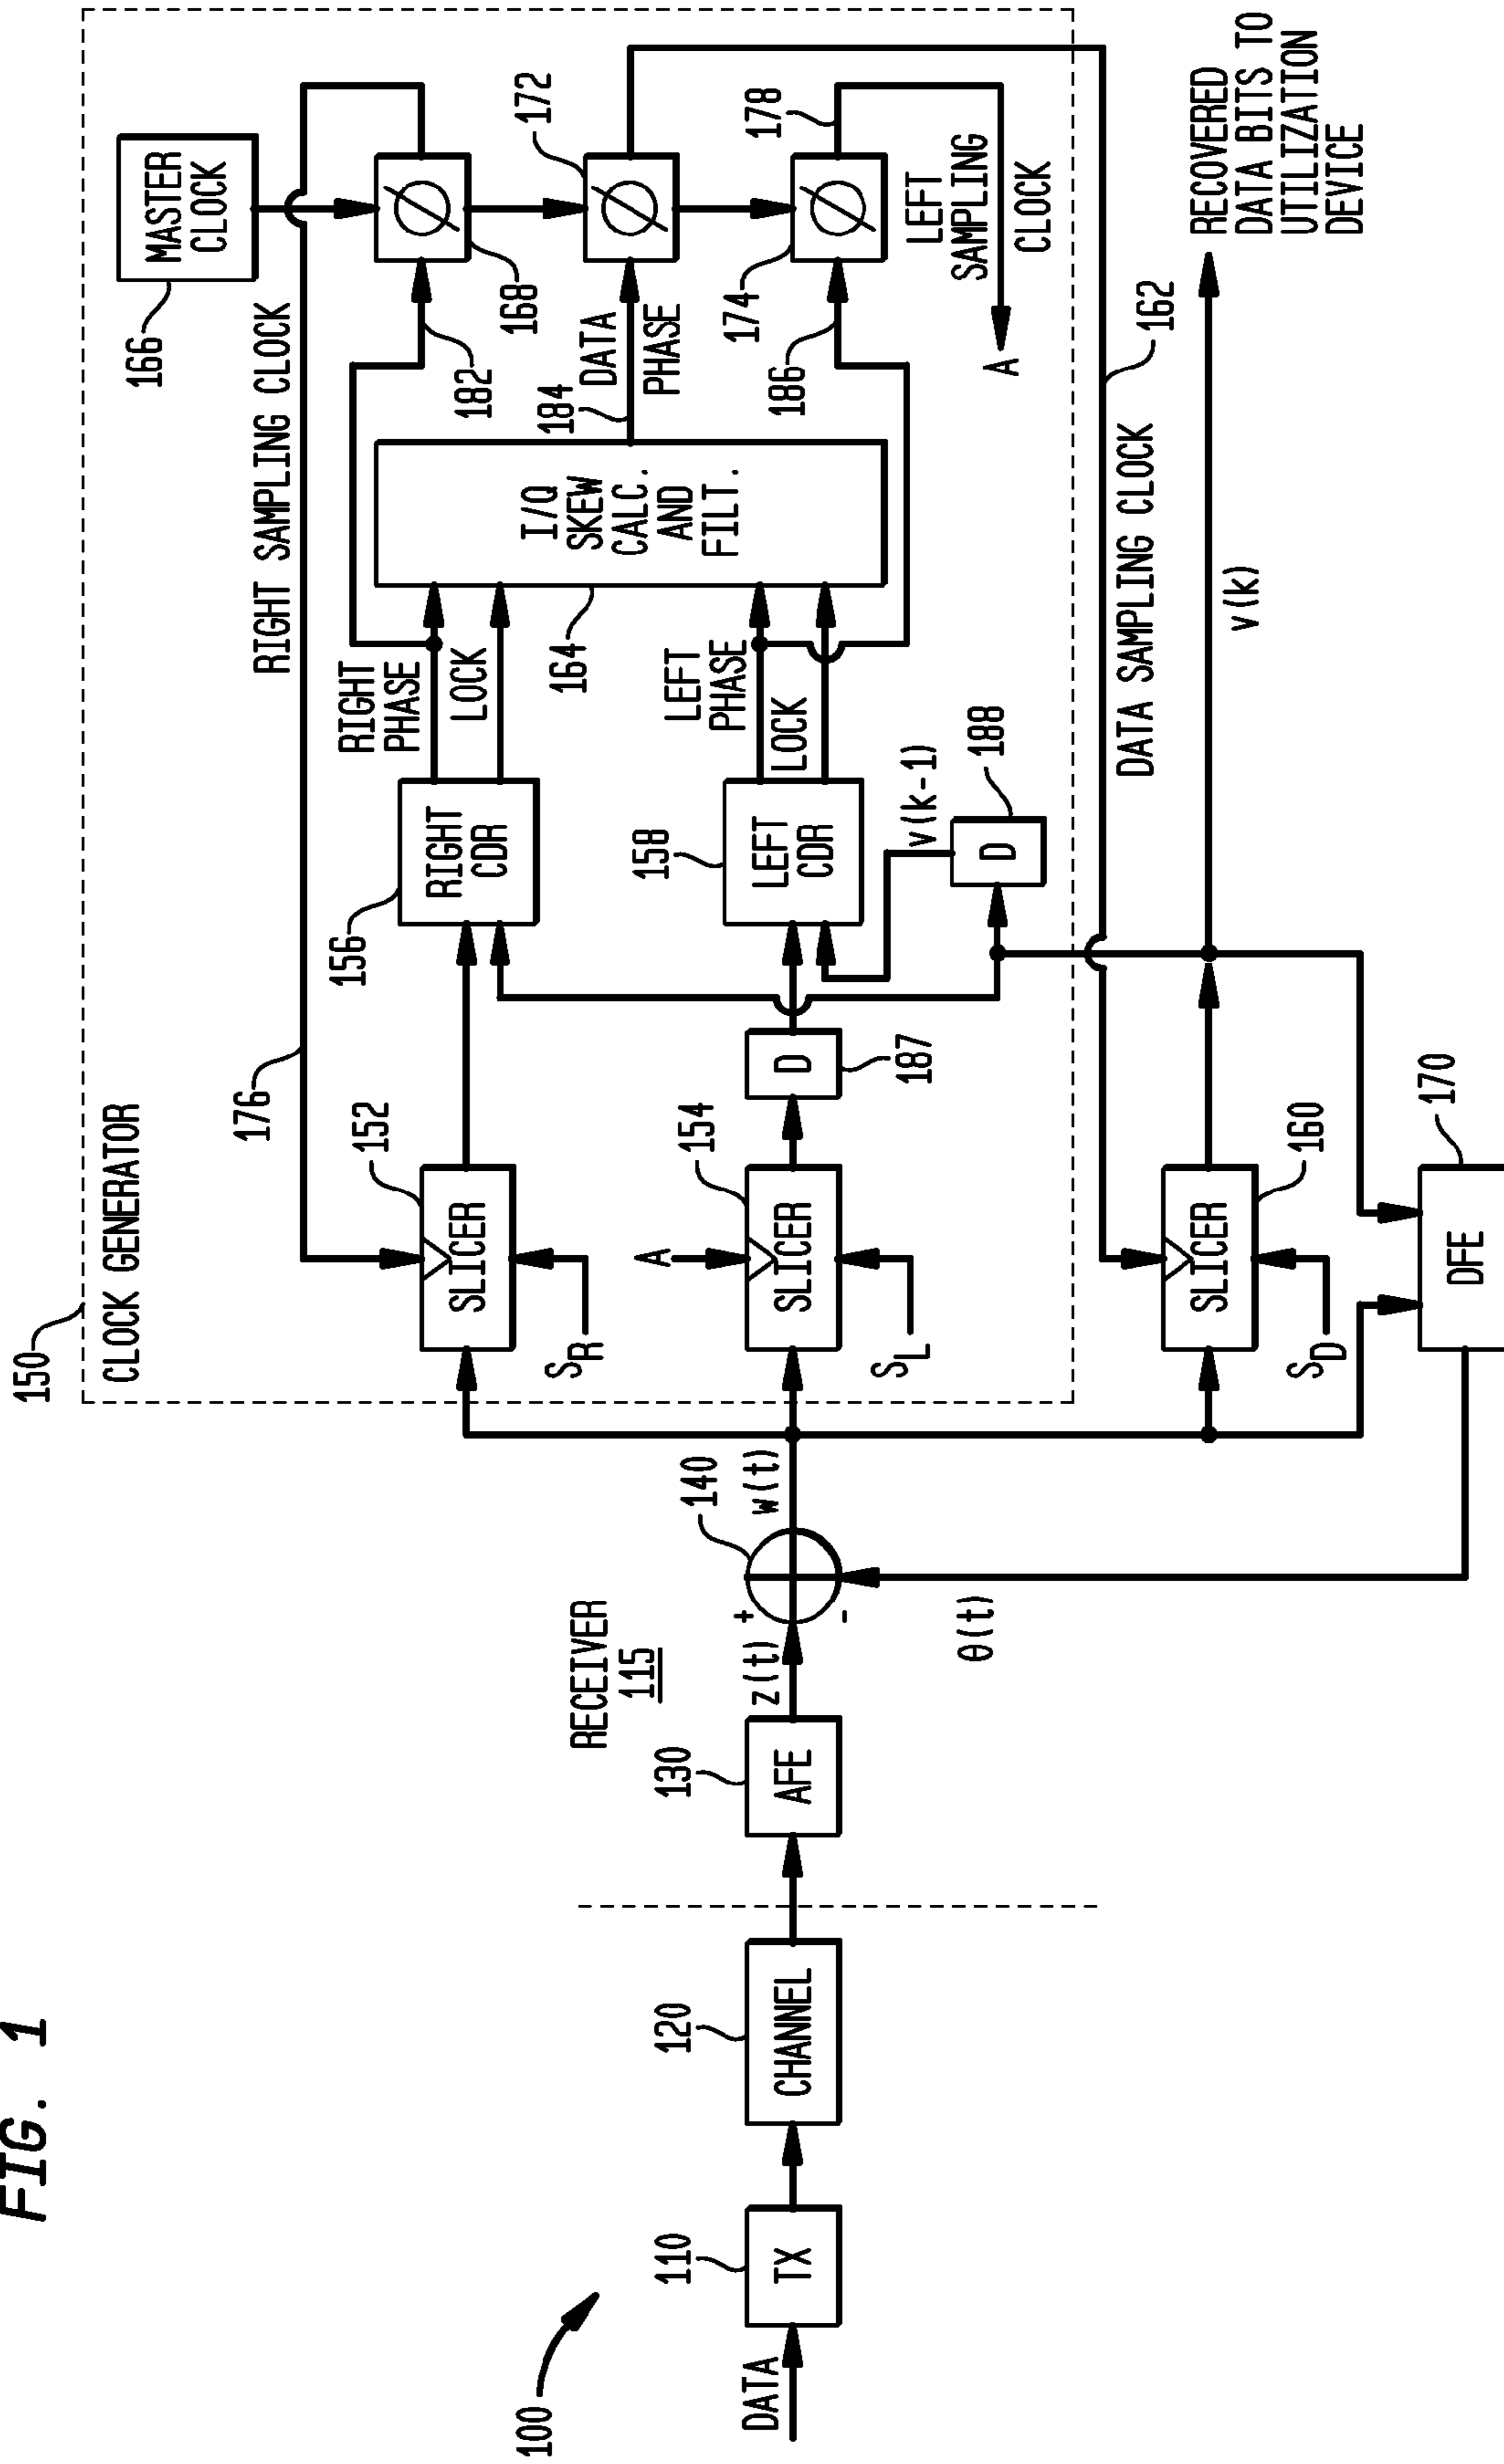 FIG. 1
100
DATA
110
TX
120
CHANNEL
RECEIVER
115
130
AFE
z(t)
+
-
140
w(t)
θ(t)
150
CLOCK GENERATOR
176
RIGHT SAMPLING CLOCK
152
SLICER
S_R
A
154
SLICER
S_L
D
187
156
RIGHT
CDR
158
LEFT
CDR
v(k-1)
D
188
RIGHT
PHASE
LOCK
LEFT
PHASE
LOCK
164
I/Q
SKEW
CALC.
AND
FILT.
182
184
DATA
PHASE
186
166
MASTER
CLOCK
168
172
174
178
LEFT
SAMPLING
CLOCK
A
160
SLICER
S_D
170
DFE
DATA SAMPLING CLOCK
162
v(k)
RECOVERED
DATA BITS TO
UTILIZATION
DEVICE